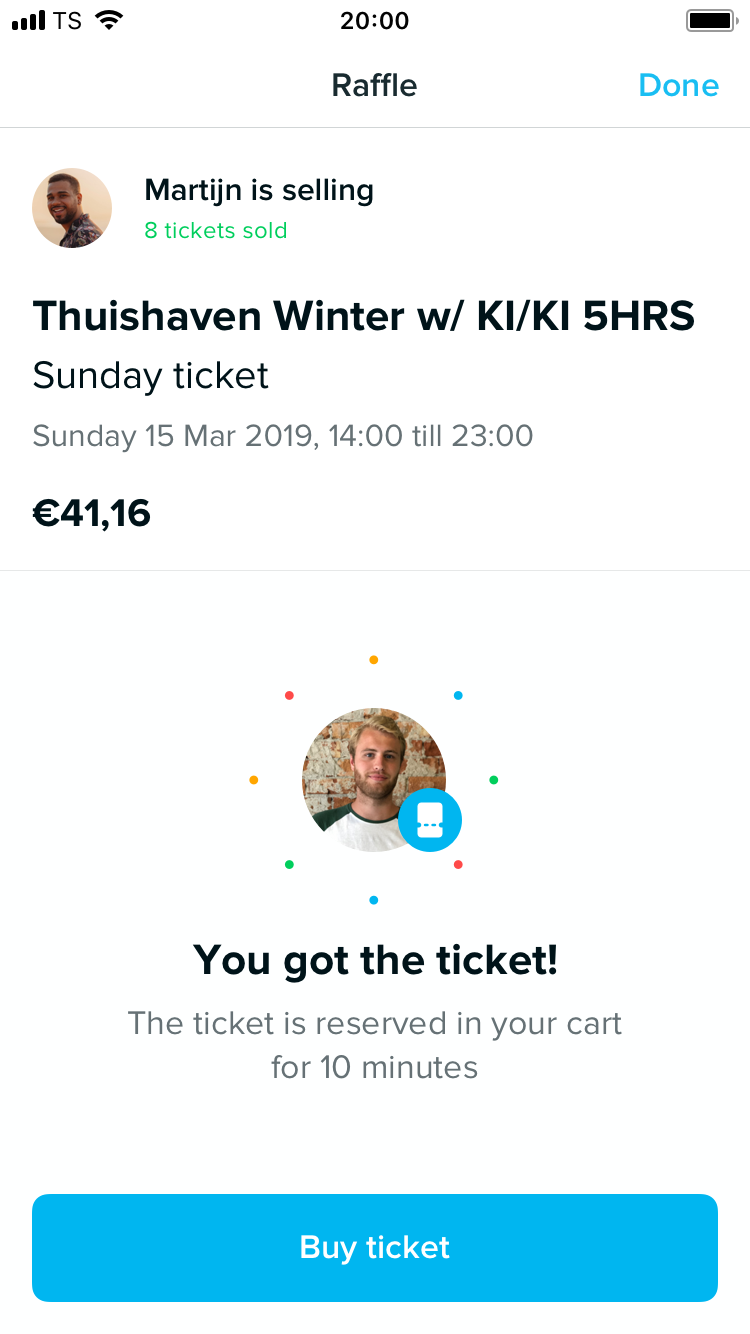 TS 20:00
Raffle Done
Martijn is selling
8 tickets sold
Thuishaven Winter w/ KI/KI 5HRS
Sunday ticket
Sunday 15 Mar 2019, 14:00 till 23:00
€41,16
You got the ticket!
The ticket is reserved in your cart
for 10 minutes
Buy ticket